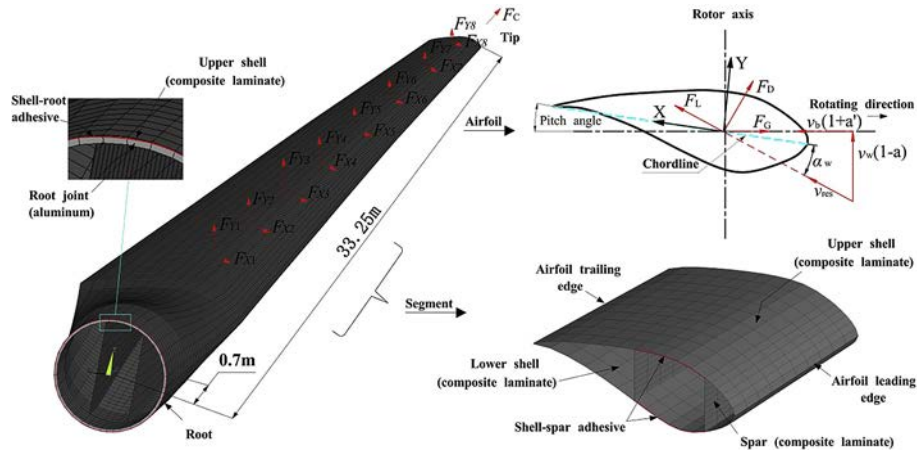 F_Y8
F_C
Tip
F_X8
F_Y7
F_X7
F_Y6
F_X6
F_Y5
F_X5
F_Y4
F_X4
F_Y3
F_X3
F_Y2
F_X2
F_Y1
F_X1
Upper shell
(composite laminate)
Shell-root
adhesive
Root joint
(aluminum)
33.25m
0.7m
Root
Airfoil
Segment
Rotor axis
Y
F_D
F_L
X
F_G
Rotating direction
v_b(1+a')
v_w(1-a)
Pitch angle
Chordline
α_w
v_res
Upper shell
(composite laminate)
Airfoil trailing
edge
Lower shell
(composite laminate)
Airfoil leading
edge
Shell-spar adhesive
Spar (composite laminate)